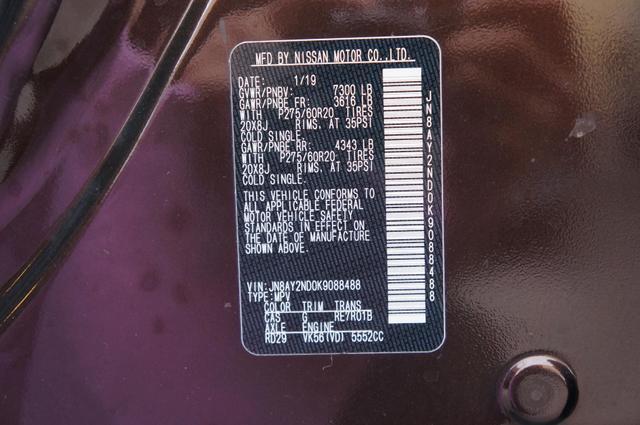 MFD BY NISSAN MOTOR CO.,LTD.
DATE: 1/19
GVWR/PNBV: 7300 LB
GAWR/PNBE FR: 3616 LB
WITH P275/60R20 TIRES
20X8J RIMS. AT 35PSI
COLD SINGLE.
GAWR/PNBE RR: 4343 LB
WITH P275/60R20 TIRES
20X8J RIMS. AT 35PSI
COLD SINGLE.
THIS VEHICLE CONFORMS TO
ALL APPLICABLE FEDERAL
MOTOR VEHICLE SAFETY
STANDARDS IN EFFECT ON
THE DATE OF MANUFACTURE
SHOWN ABOVE.
VIN:JN8AY2ND0K9088488
TYPE:MPV
COLOR TRIM TRANS
CAS G RE7R01B
AXLE ENGINE
RD29 VK56(VD) 5552CC
JN8AY2ND0K9088488